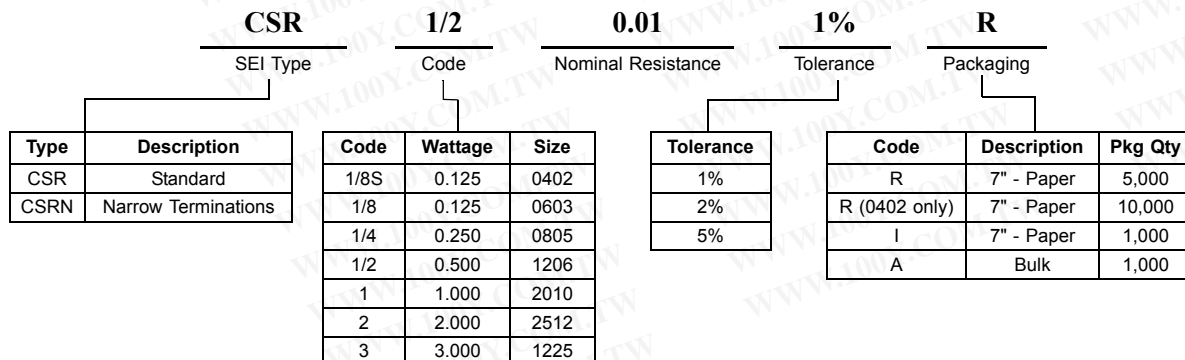 CSR 1/2 0.01 1% R
SEI Type Code Nominal Resistance Tolerance Packaging
Type Description
CSR Standard
CSRN Narrow Terminations
Code Wattage Size
1/8S 0.125 0402
1/8 0.125 0603
1/4 0.250 0805
1/2 0.500 1206
1 1.000 2010
2 2.000 2512
3 3.000 1225
Tolerance
1%
2%
5%
Code Description Pkg Qty
R 7" - Paper 5,000
R (0402 only) 7" - Paper 10,000
I 7" - Paper 1,000
A Bulk 1,000
WWW.100Y.COM.TW